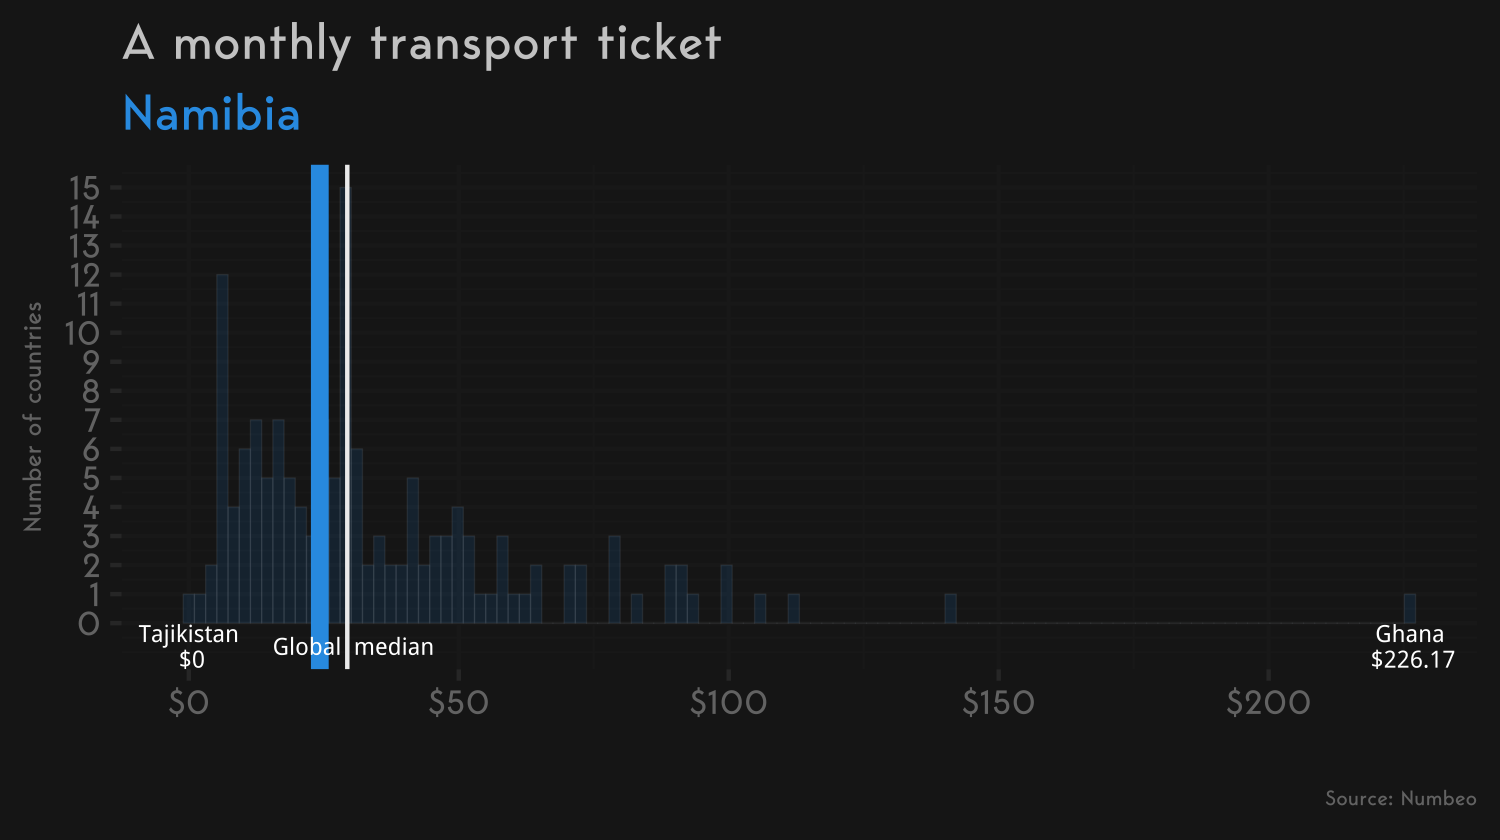 A monthly transport ticket
Namibia
Number of countries
15
14
13
12
11
10
9
8
7
6
5
4
3
2
1
0
Tajikistan
$0
Global median
Ghana
$226.17
$0 $50 $100 $150 $200
Source: Numbeo